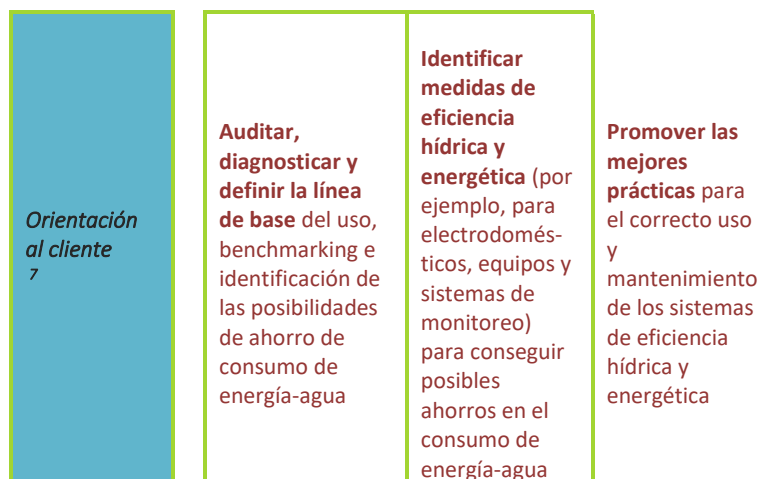 Orientación
al cliente
7
Auditar,
diagnosticar y
definir la línea
de base del uso,
benchmarking e
identificación de
las posibilidades
de ahorro de
consumo de
energía-agua
Identificar
medidas de
eficiencia
hídrica y
energética (por
ejemplo, para
electrodomés-
ticos, equipos y
sistemas de
monitoreo)
para conseguir
posibles
ahorros en el
consumo de
energía-agua
Promover las
mejores
prácticas para
el correcto uso
y
mantenimiento
de los sistemas
de eficiencia
hídrica y
energética